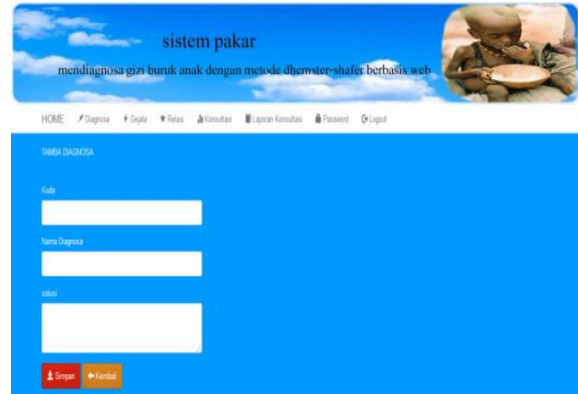 sistem pakar
mendiagnosa gizi buruk anak dengan metode dhemster-shafer berbasis web
HOME Diagnosa Gejala Relasi Konsultasi Laporan Konsultasi Password Logout
TAMBA DIAGNOSA
Kode
Nama Diagnosa
solusi
Simpan Kembali